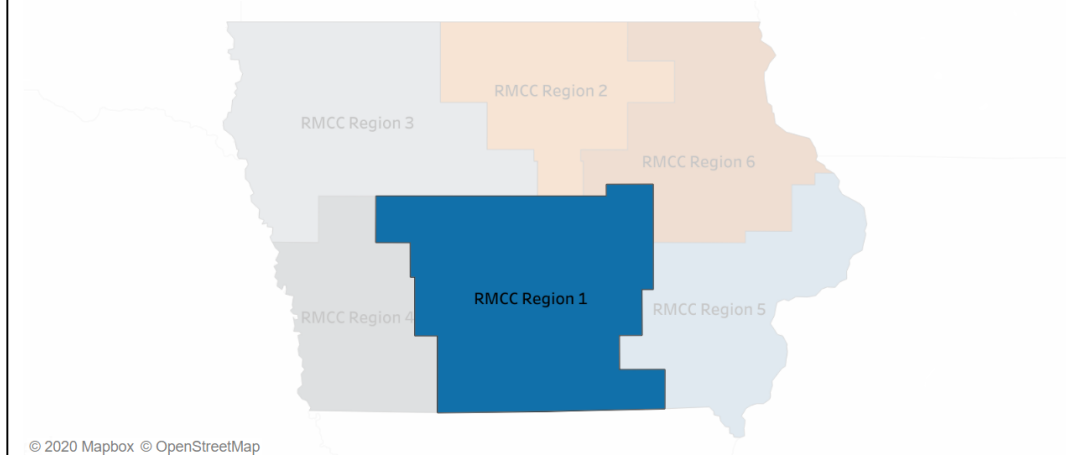 RMCC Region 2
RMCC Region 3
RMCC Region 6
RMCC Region 1
RMCC Region 5
RMCC Region 4
© 2020 Mapbox © OpenStreetMap